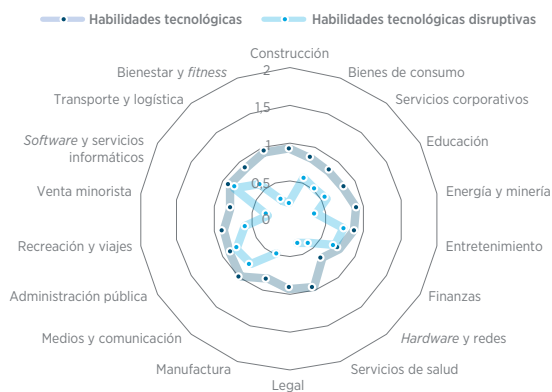 Habilidades tecnológicas
Habilidades tecnológicas disruptivas
Construcción
Bienes de consumo
Servicios corporativos
Educación
Energía y minería
Entretenimiento
Finanzas
Hardware y redes
Servicios de salud
Legal
Manufactura
Medios y comunicación
Administración pública
Recreación y viajes
Venta minorista
Software y servicios
informáticos
Transporte y logística
Bienestar y fitness
2
1,5
1
0,5
0